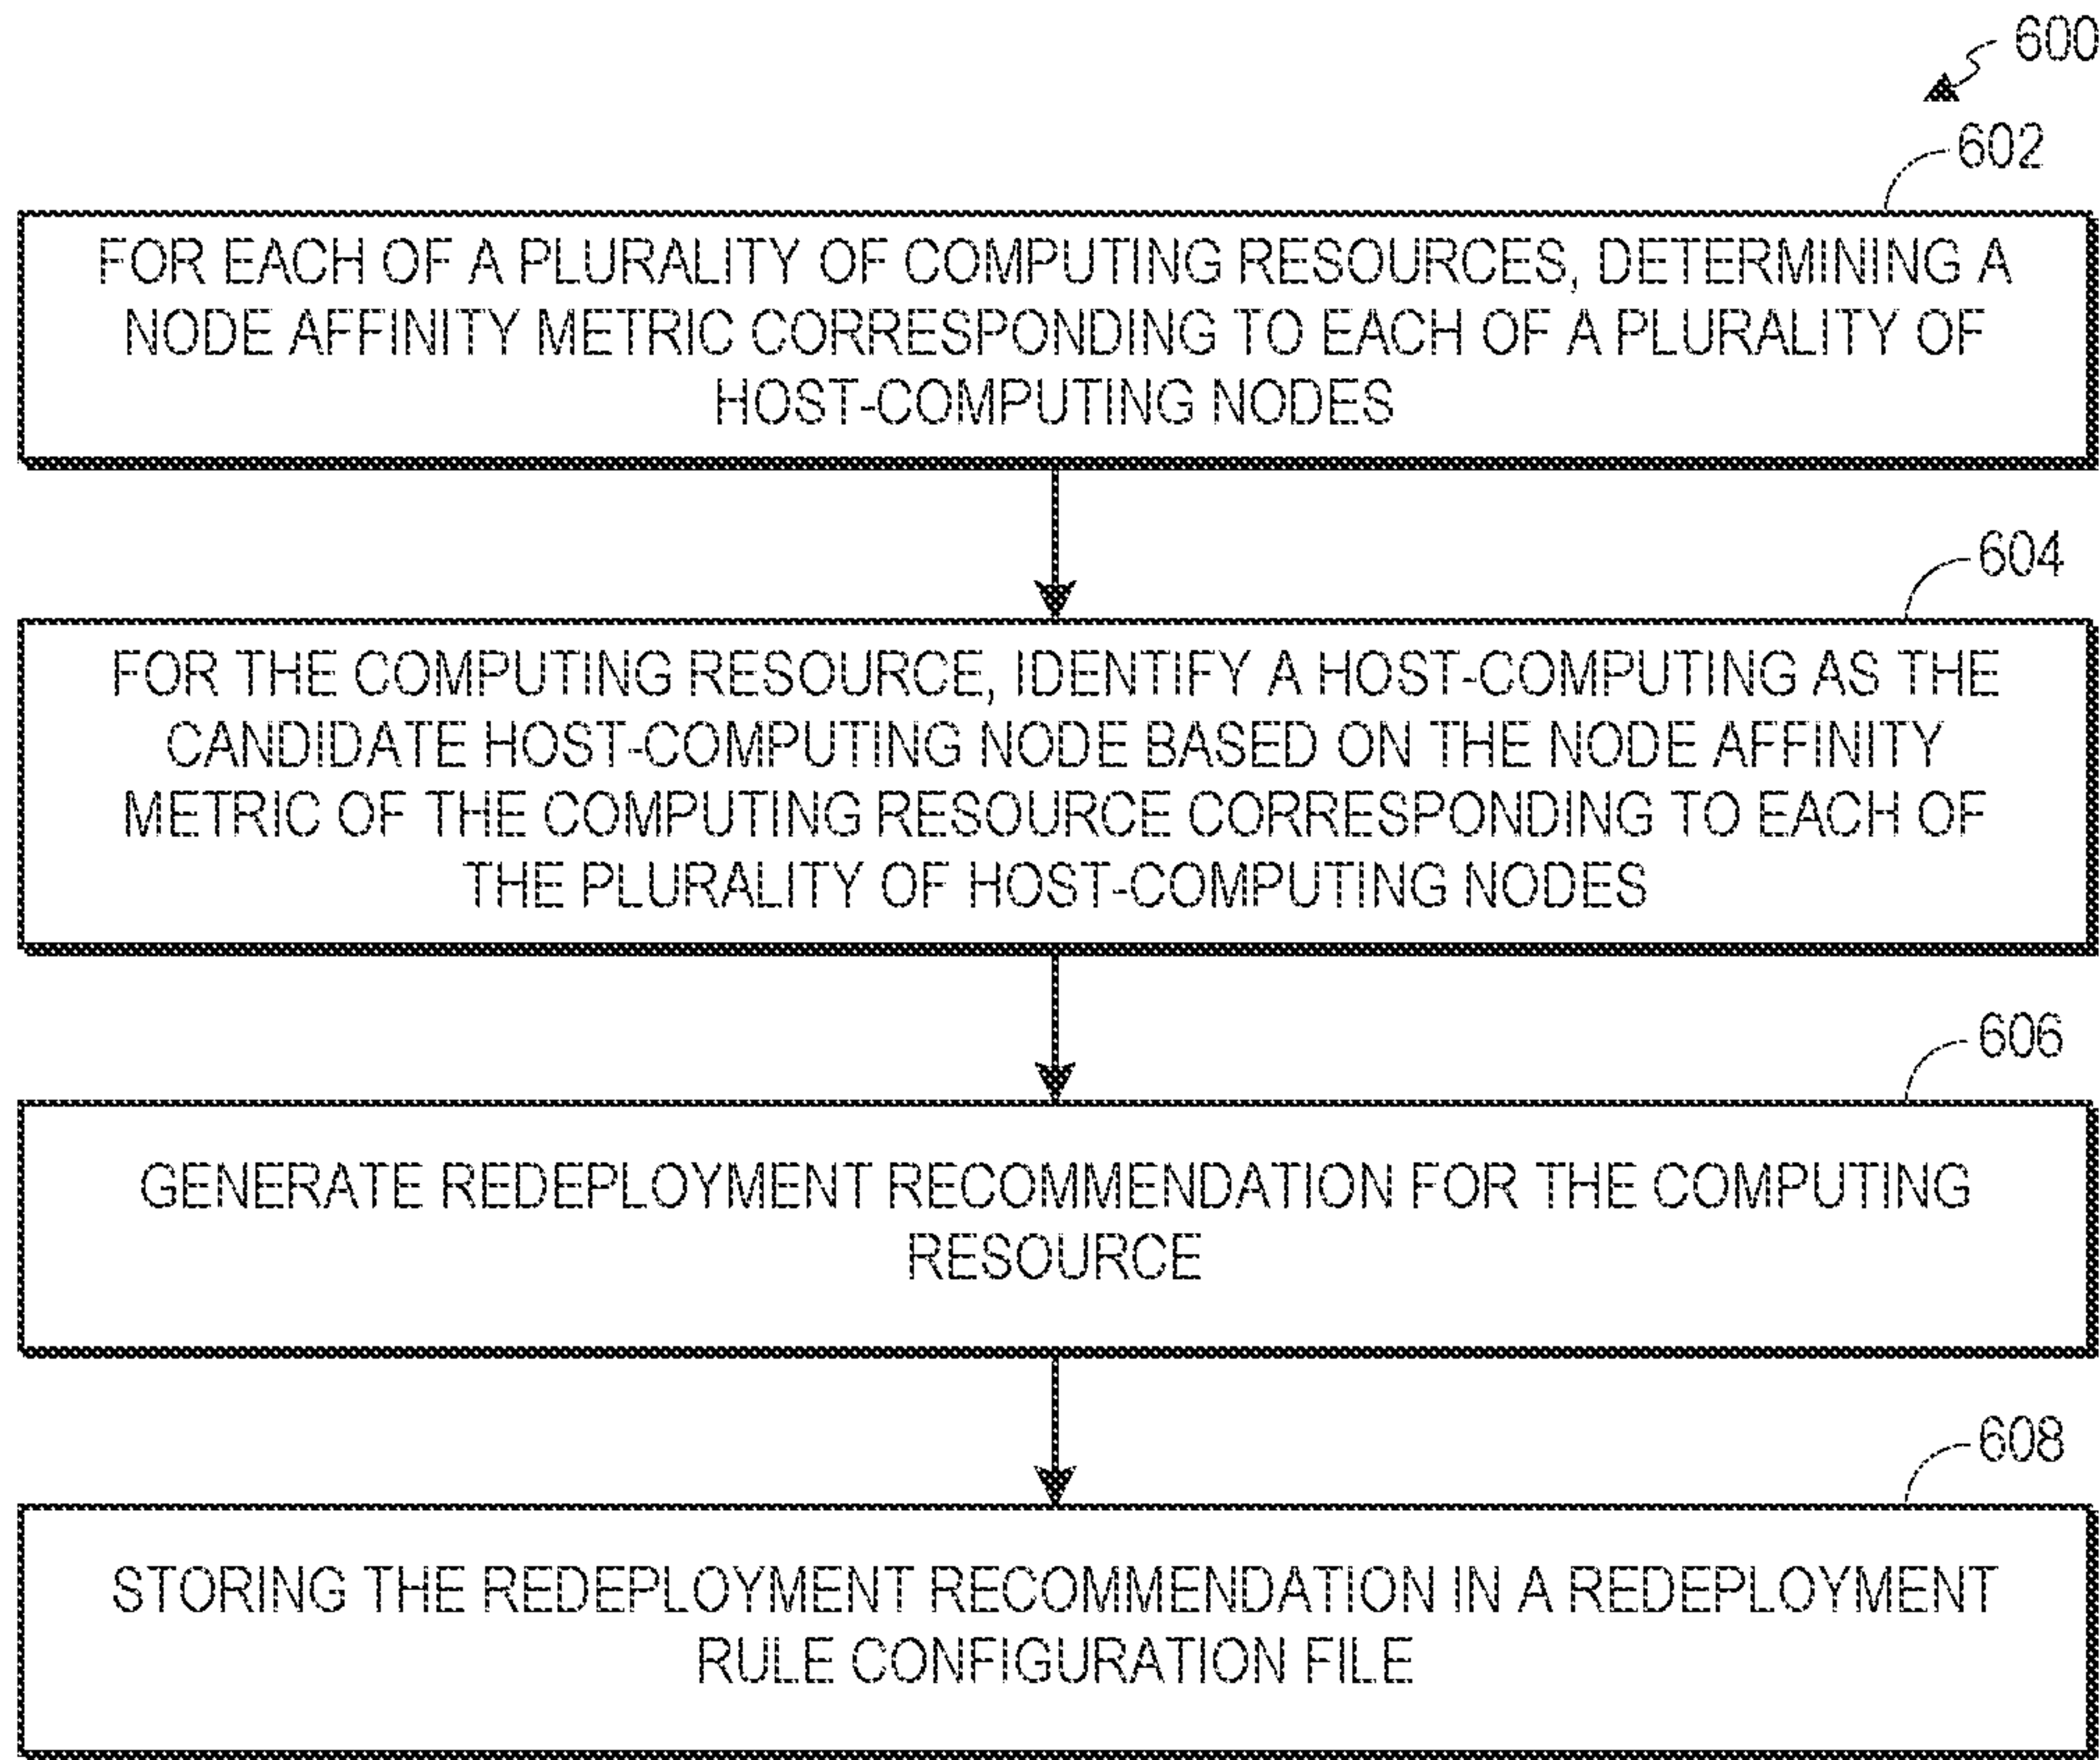 600
602
FOR EACH OF A PLURALITY OF COMPUTING RESOURCES, DETERMINING A
NODE AFFINITY METRIC CORRESPONDING TO EACH OF A PLURALITY OF
HOST-COMPUTING NODES
604
FOR THE COMPUTING RESOURCE, IDENTIFY A HOST-COMPUTING AS THE
CANDIDATE HOST-COMPUTING NODE BASED ON THE NODE AFFINITY
METRIC OF THE COMPUTING RESOURCE CORRESPONDING TO EACH OF
THE PLURALITY OF HOST-COMPUTING NODES
606
GENERATE REDEPLOYMENT RECOMMENDATION FOR THE COMPUTING
RESOURCE
608
STORING THE REDEPLOYMENT RECOMMENDATION IN A REDEPLOYMENT
RULE CONFIGURATION FILE